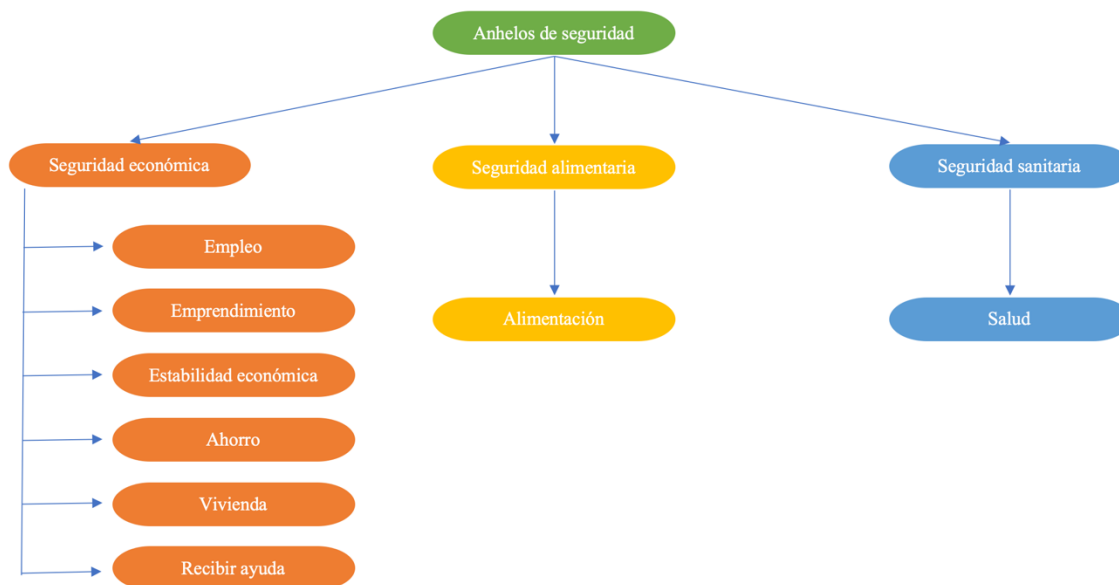 Anhelos de seguridad
Seguridad económica
Seguridad alimentaria
Seguridad sanitaria
Empleo
Emprendimiento
Estabilidad económica
Ahorro
Vivienda
Recibir ayuda
Alimentación
Salud